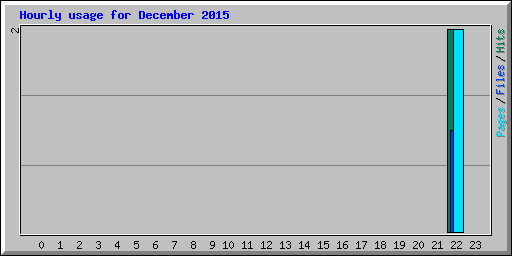 Hourly usage for December 2015
2
Pages/Files/Hits
0 1 2 3 4 5 6 7 8 9 10 11 12 13 14 15 16 17 18 19 20 21 22 23